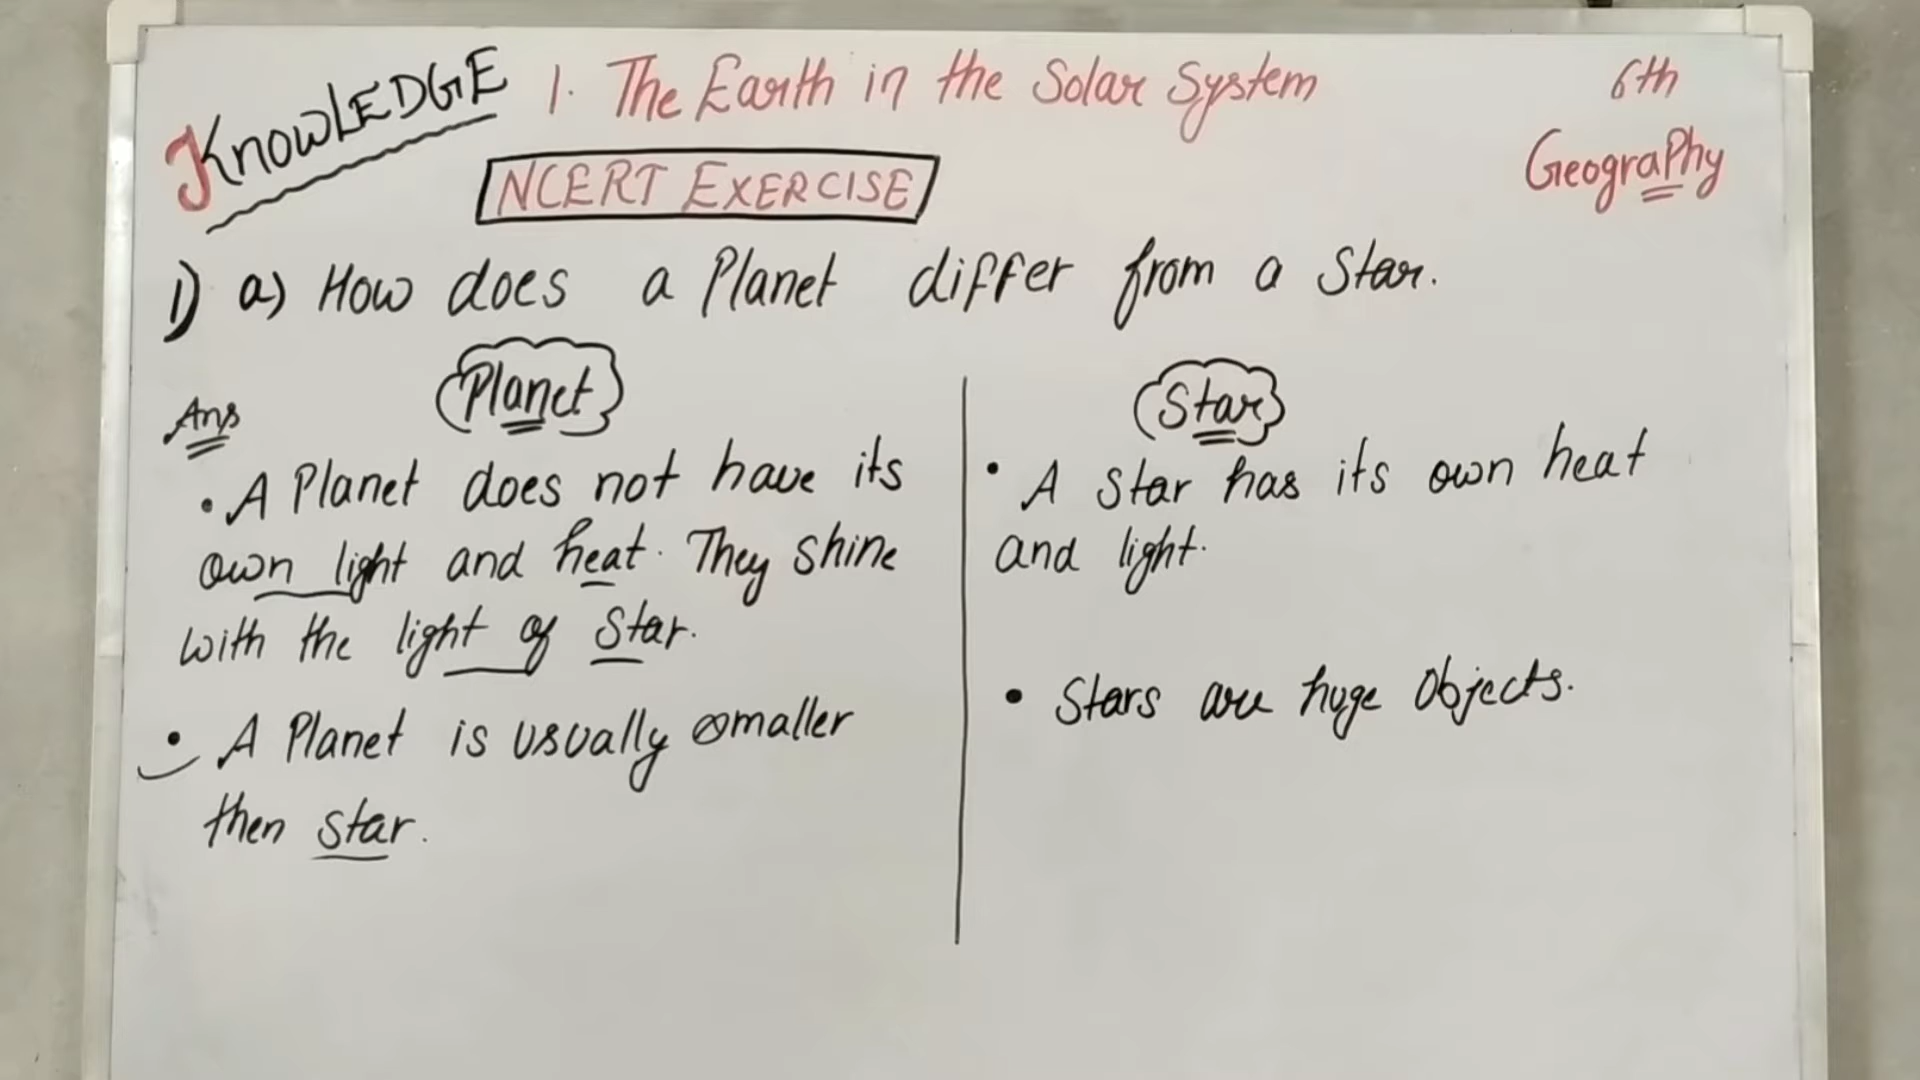 KNOWLEDGE
1. The Earth in the Solar System
6th
Geography
NCERT EXERCISE
1) a) How does a Planet differ from a Star.
Ans
Planet
• A Planet does not have its
own light and heat. They shine
with the light of Star.
• A Planet is usually smaller
then star.
Star
• A Star has its own heat
and light.
• Stars are huge Objects.